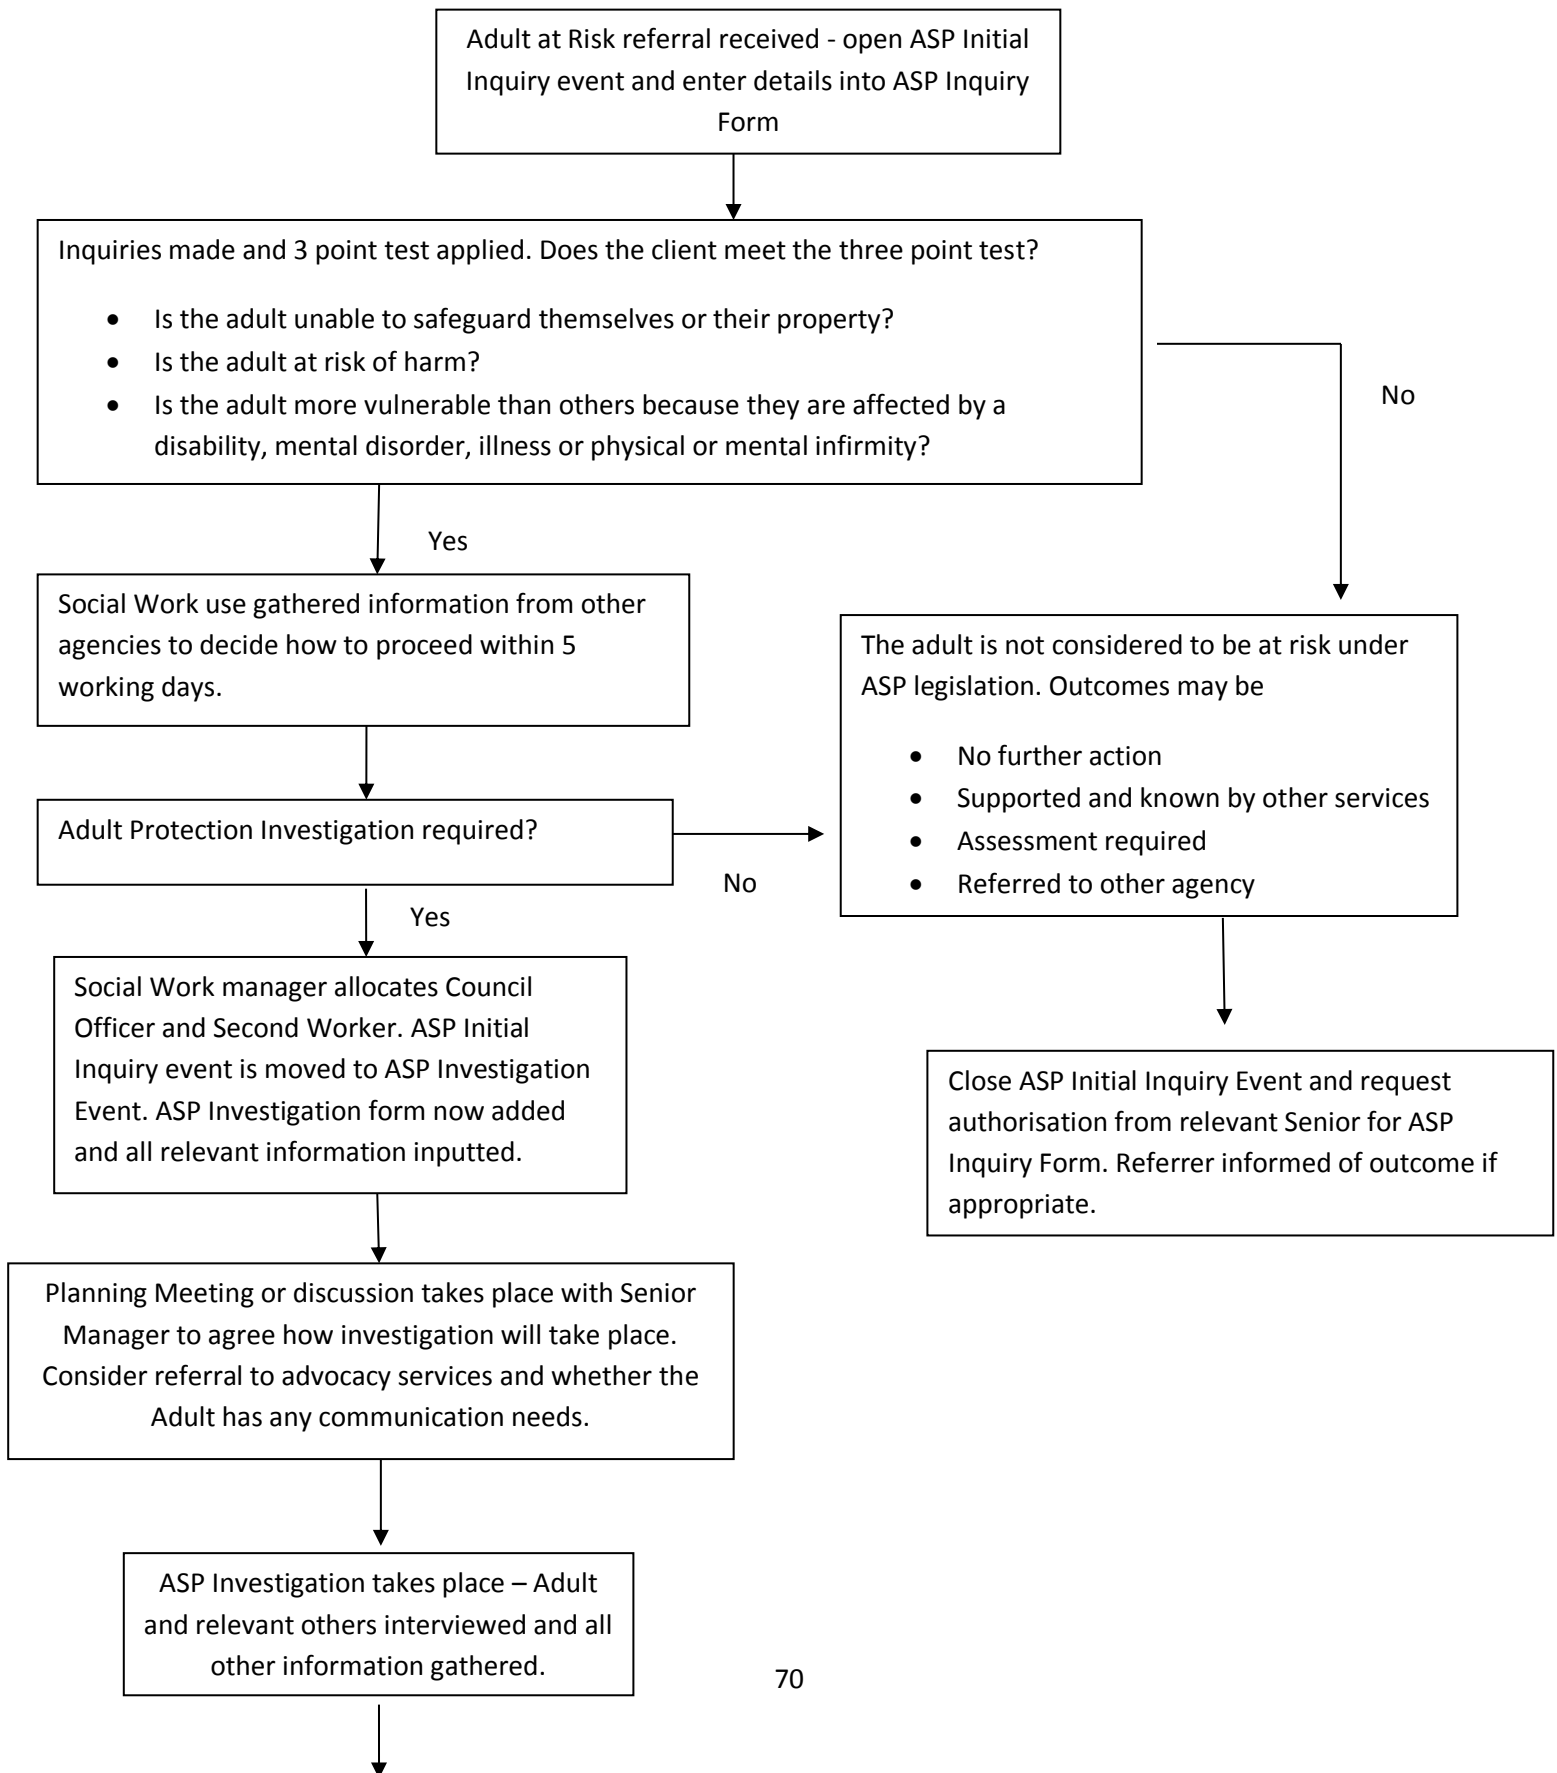 Adult at Risk referral received - open ASP Initial
Inquiry event and enter details into ASP Inquiry
Form
Inquiries made and 3 point test applied. Does the client meet the three point test?
• Is the adult unable to safeguard themselves or their property?
• Is the adult at risk of harm?
• Is the adult more vulnerable than others because they are affected by a
disability, mental disorder, illness or physical or mental infirmity?
No
Yes
Social Work use gathered information from other
agencies to decide how to proceed within 5
working days.
The adult is not considered to be at risk under
ASP legislation. Outcomes may be
• No further action
• Supported and known by other services
• Assessment required
• Referred to other agency
Adult Protection Investigation required?
No
Yes
Social Work manager allocates Council
Officer and Second Worker. ASP Initial
Inquiry event is moved to ASP Investigation
Event. ASP Investigation form now added
and all relevant information inputted.
Close ASP Initial Inquiry Event and request
authorisation from relevant Senior for ASP
Inquiry Form. Referrer informed of outcome if
appropriate.
Planning Meeting or discussion takes place with Senior
Manager to agree how investigation will take place.
Consider referral to advocacy services and whether the
Adult has any communication needs.
ASP Investigation takes place – Adult
and relevant others interviewed and all
other information gathered.
70